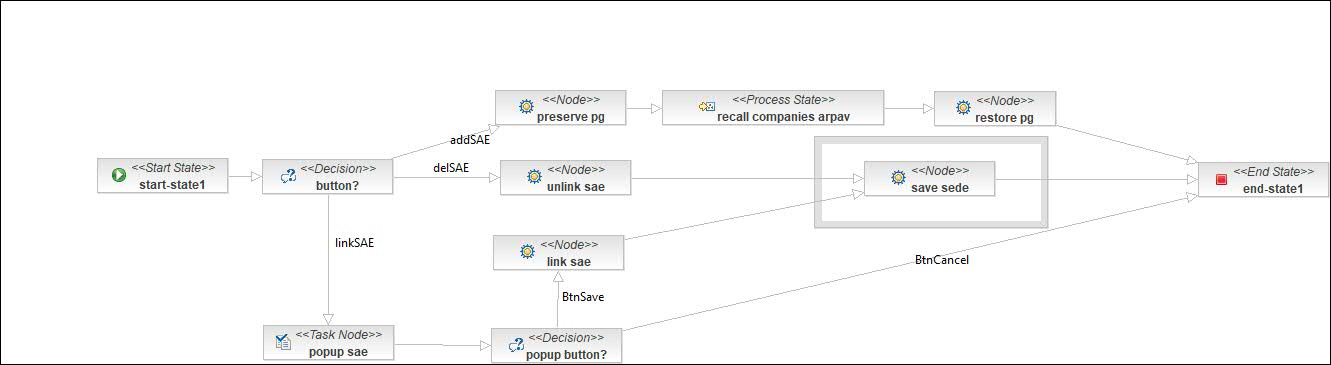 <<Node>>
preserve pg
<<Process State>>
recall companies arpav
<<Node>>
restore pg
addSAE
<<Start State>>
start-state1
<<Decision>>
button?
delSAE
<<Node>>
unlink sae
<<Node>>
save sede
<<End State>>
end-state1
linkSAE
<<Node>>
link sae
BtnCancel
BtnSave
<<Task Node>>
popup sae
<<Decision>>
popup button?